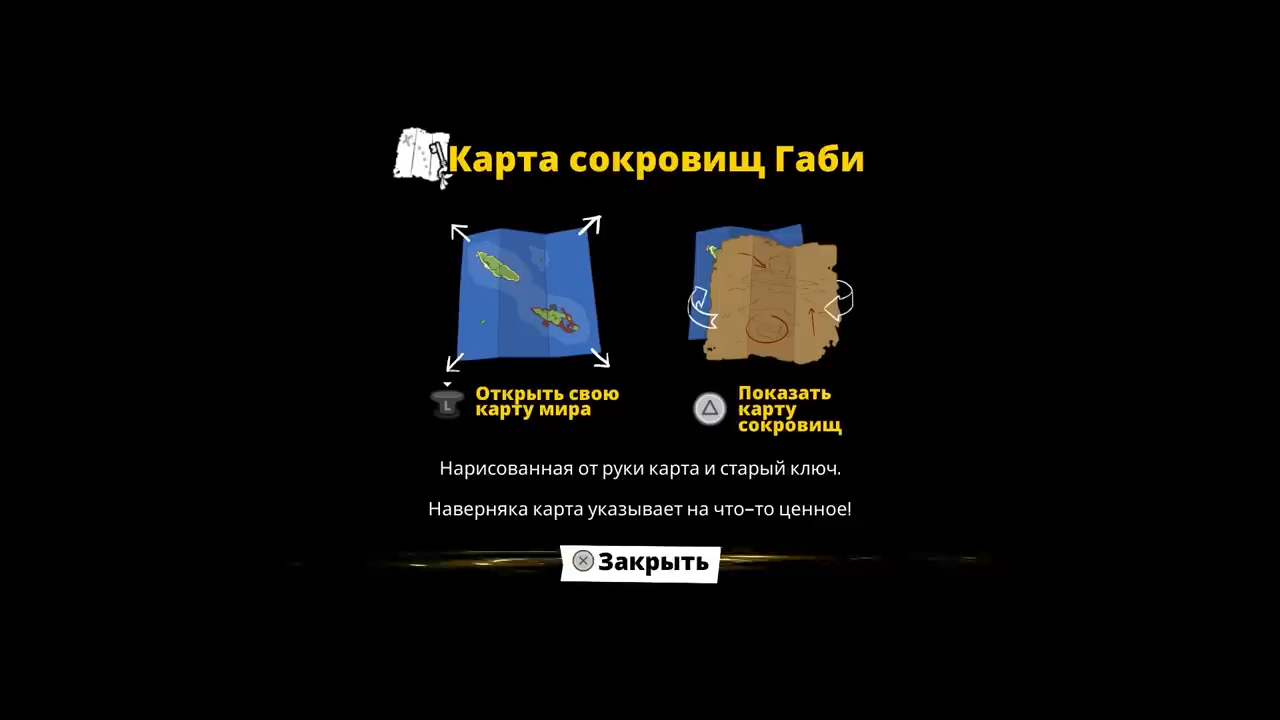 Карта сокровищ Габи
L
Открыть свою
карту мира
Показать
карту
сокровищ
Нарисованная от руки карта и старый ключ.
Наверняка карта указывает на что-то ценное!
Закрыть